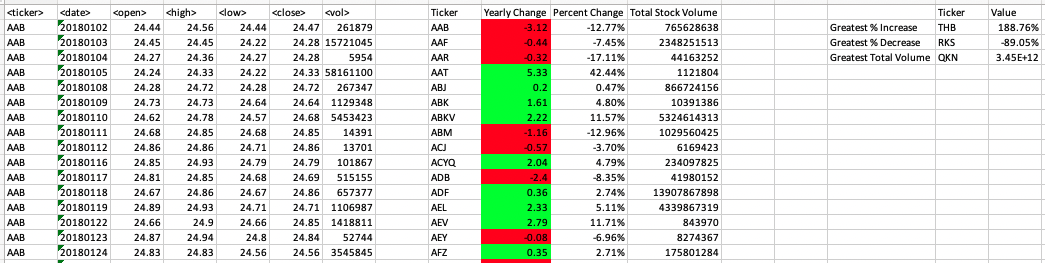 <ticker> <date> <open> <high> <low> <close> <vol> Ticker Yearly Change Percent Change Total Stock Volume Ticker Value
AAB 20180102 24.44 24.56 24.44 24.47 261879 AAB -3.12 -12.77% 765628638 Greatest % Increase THB 188.76%
AAB 20180103 24.45 24.45 24.22 24.28 15721045 AAF -0.44 -7.45% 2348251513 Greatest % Decrease RKS -89.05%
AAB 20180104 24.27 24.36 24.27 24.28 5954 AAR -0.32 -17.11% 44163252 Greatest Total Volume QKN 3.45E+12
AAB 20180105 24.24 24.33 24.22 24.33 58161100 AAT 5.33 42.44% 1121804
AAB 20180108 24.28 24.72 24.28 24.72 267347 ABJ 0.2 0.47% 866724156
AAB 20180109 24.73 24.73 24.64 24.64 1129348 ABK 1.61 4.80% 10391386
AAB 20180110 24.62 24.78 24.57 24.68 5453423 ABKV 2.22 11.57% 5324614313
AAB 20180111 24.68 24.85 24.68 24.85 14391 ABM -1.16 -12.96% 1029560425
AAB 20180112 24.86 24.86 24.71 24.86 13701 ACJ -0.57 -3.70% 6169423
AAB 20180116 24.85 24.93 24.79 24.79 101867 ACYQ 2.04 4.79% 234097825
AAB 20180117 24.81 24.85 24.68 24.69 515155 ADB -2.4 -8.35% 41980152
AAB 20180118 24.67 24.86 24.67 24.86 657377 ADF 0.36 2.74% 13907867898
AAB 20180119 24.89 24.93 24.71 24.71 1106987 AEL 2.33 5.11% 4339867319
AAB 20180122 24.66 24.9 24.66 24.85 1418811 AEV 2.79 11.71% 843970
AAB 20180123 24.87 24.94 24.8 24.84 52744 AEY -0.08 -6.96% 8274367
AAB 20180124 24.83 24.83 24.56 24.56 3545845 AFZ 0.35 2.71% 175801284